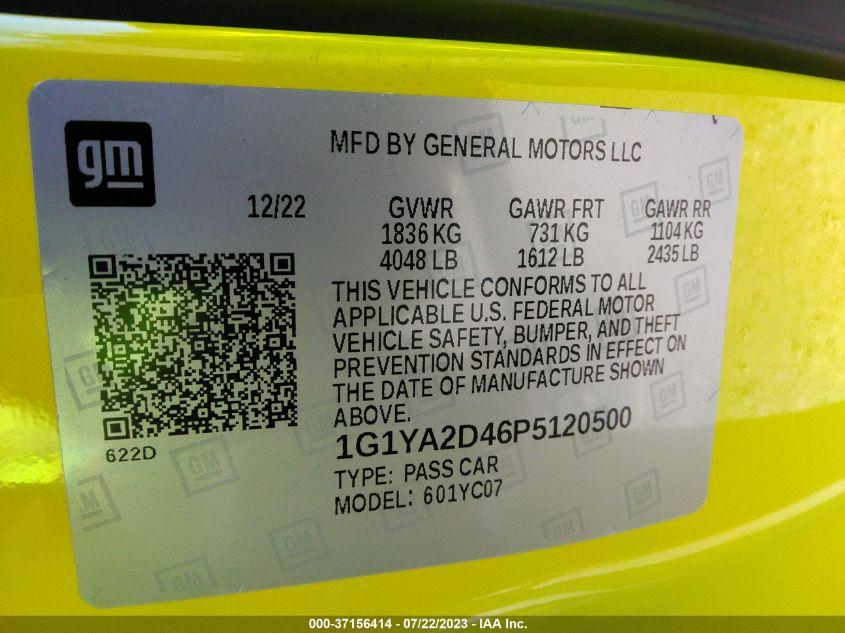 gm
MFD BY GENERAL MOTORS LLC
12/22 GVWR GAWR FRT GAWR RR
1836 KG 731 KG 1104 KG
4048 LB 1612 LB 2435 LB
THIS VEHICLE CONFORMS TO ALL
APPLICABLE U.S. FEDERAL MOTOR
VEHICLE SAFETY, BUMPER, AND THEFT
PREVENTION STANDARDS IN EFFECT ON
THE DATE OF MANUFACTURE SHOWN
ABOVE.
622D
1G1YA2D46P5120500
TYPE: PASS CAR
MODEL: 601YC07
000-37156414 - 07/22/2023 - IAA Inc.